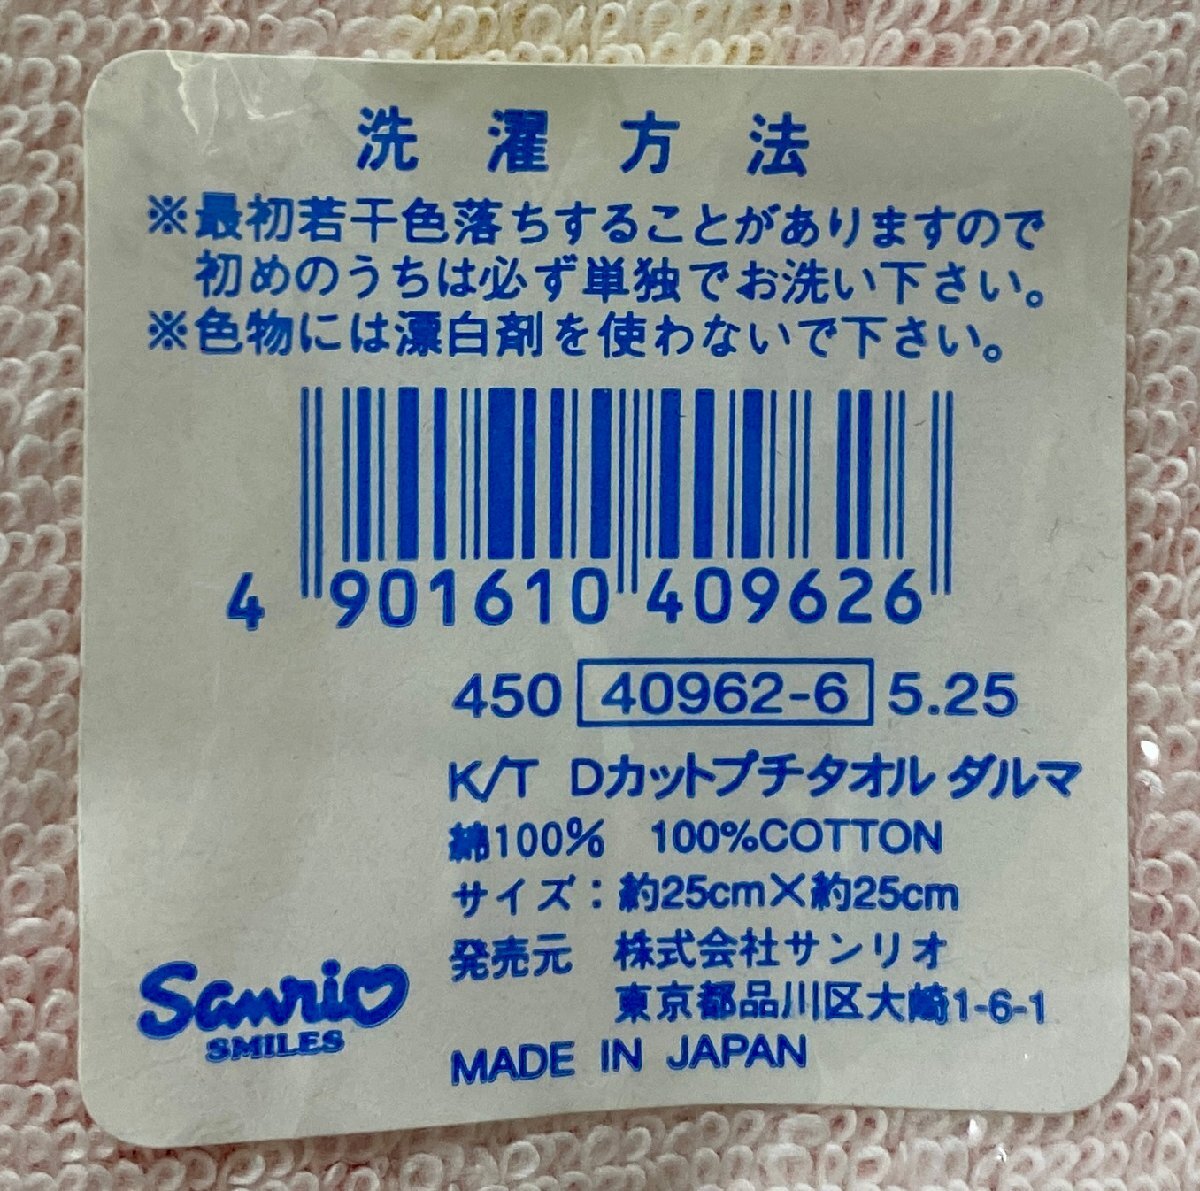 洗濯方法
※最初若干色落ちすることがありますので
初めのうちは必ず単独でお洗い下さい。
※色物には漂白剤を使わないで下さい。
4 901610 409626
450 40962-6 5.25
K/T Dカットプチタオル ダルマ
綿100% 100%COTTON
サイズ:約25cm×約25cm
発売元 株式会社サンリオ
東京都品川区大崎1-6-1
MADE IN JAPAN
Sanrio
SMILES